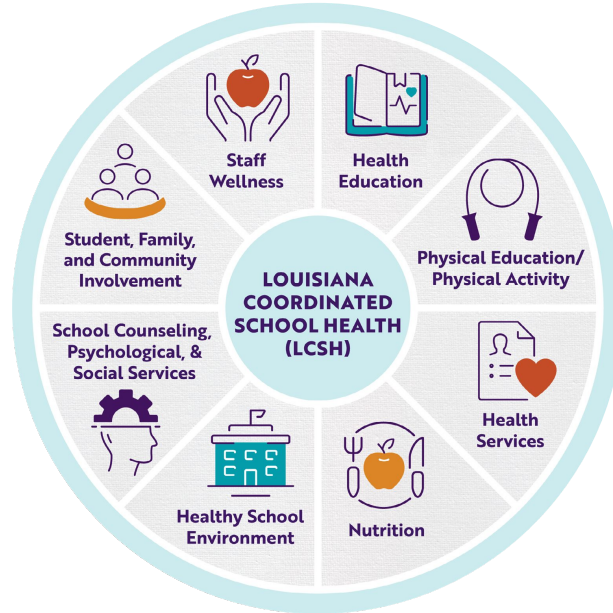 LOUISIANA
COORDINATED
SCHOOL HEALTH
(LCSH)
Health
Education
Physical Education/
Physical Activity
Health
Services
Nutrition
Healthy School
Environment
School Counseling,
Psychological, &
Social Services
Student, Family,
and Community
Involvement
Staff
Wellness